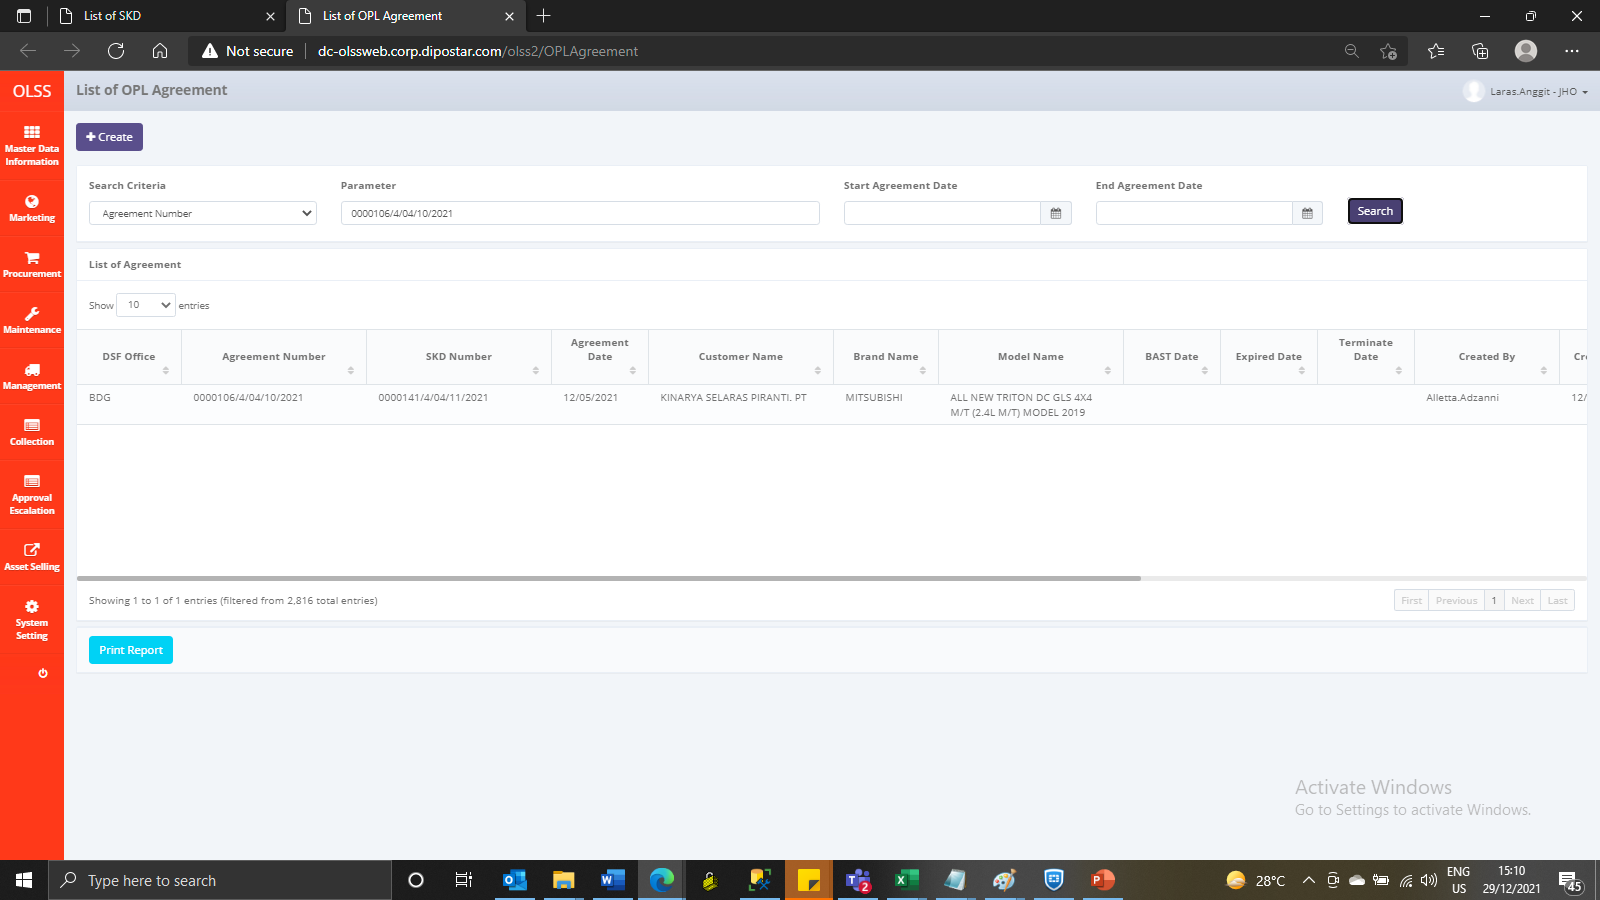 List of SKD
List of OPL Agreement
Not secure
dc-olssweb.corp.dipostar.com/olss2/OPLAgreement
OLSS
List of OPL Agreement
Laras.Anggit - JHO
Create
Master Data
Information
Marketing
Procurement
Maintenance
Management
Collection
Approval
Escalation
Asset Selling
System
Setting
Search Criteria
Parameter
Start Agreement Date
End Agreement Date
Agreement Number
0000106/4/04/10/2021
Search
List of Agreement
Show 10 entries
DSF Office
Agreement Number
SKD Number
Agreement
Date
Customer Name
Brand Name
Model Name
BAST Date
Expired Date
Terminate
Date
Created By
Cr
BDG
0000106/4/04/10/2021
0000141/4/04/11/2021
12/05/2021
KINARYA SELARAS PIRANTI. PT
MITSUBISHI
ALL NEW TRITON DC GLS 4X4
M/T (2.4L M/T) MODEL 2019
Alletta.Adzanni
12/
Showing 1 to 1 of 1 entries (filtered from 2,816 total entries)
First Previous 1 Next Last
Print Report
Activate Windows
Go to Settings to activate Windows.
Type here to search
2
28°C
ENG
US
15:10
29/12/2021
45